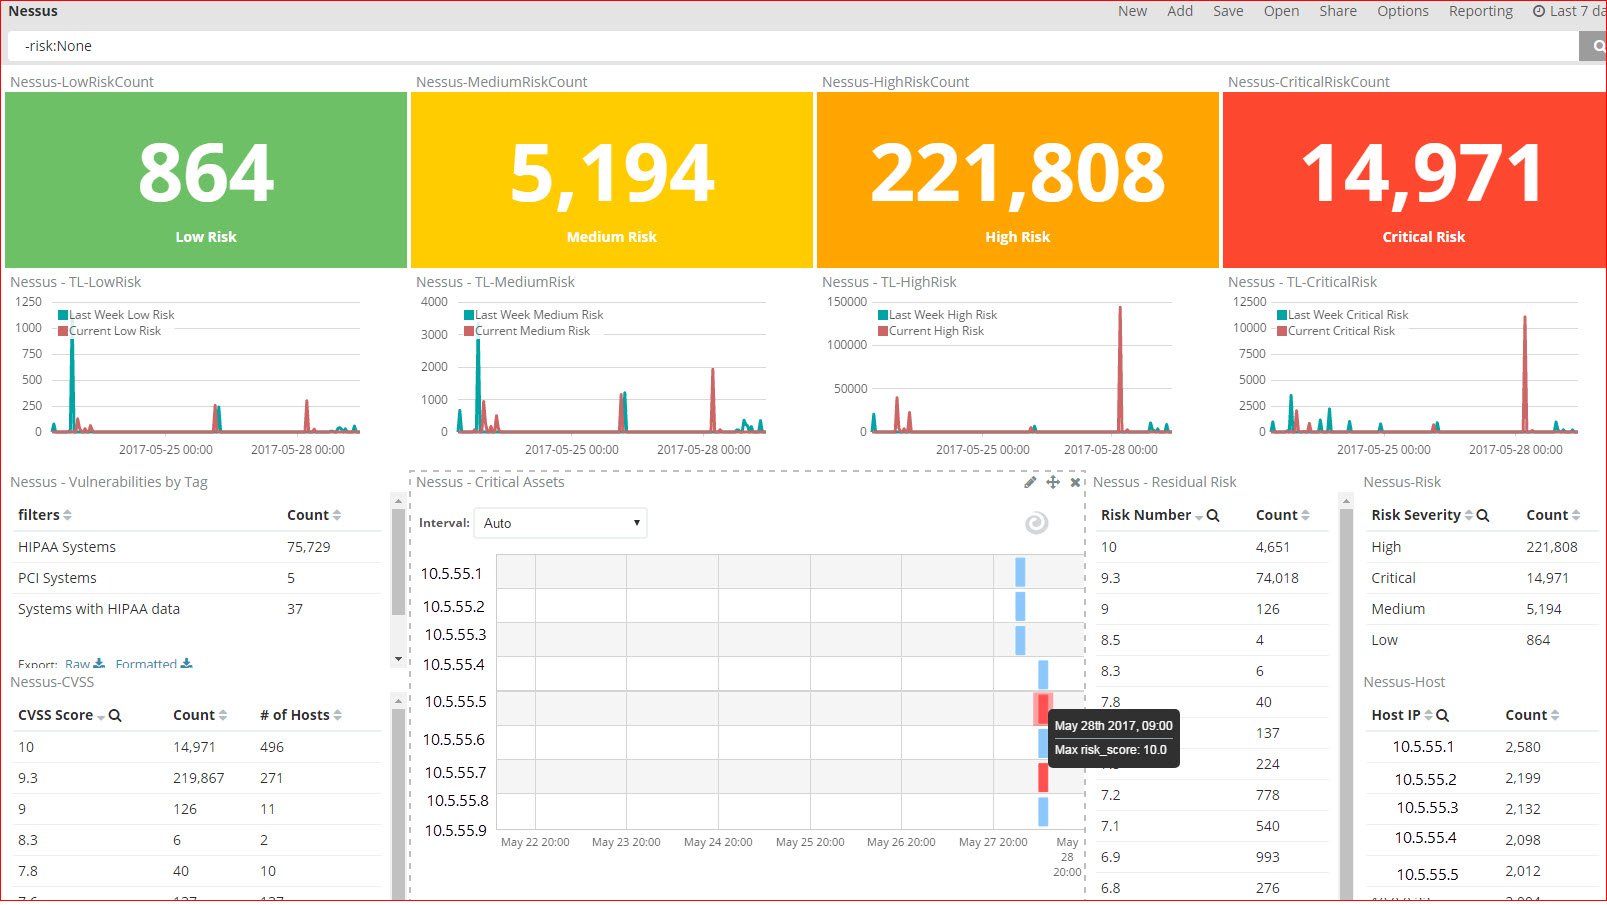 Nessus New Add Save Open Share Options Reporting Last 7 da
-risk:None
Nessus-LowRiskCount
864
Low Risk
Nessus-MediumRiskCount
5,194
Medium Risk
Nessus-HighRiskCount
221,808
High Risk
Nessus-CriticalRiskCount
14,971
Critical Risk
Nessus - TL-LowRisk
Last Week Low Risk
Current Low Risk
1250
1000
750
500
250
0
2017-05-25 00:00 2017-05-28 00:00
Nessus - TL-MediumRisk
Last Week Medium Risk
Current Medium Risk
4000
3000
2000
1000
0
2017-05-25 00:00 2017-05-28 00:00
Nessus - TL-HighRisk
Last Week High Risk
Current High Risk
150000
100000
50000
0
2017-05-25 00:00 2017-05-28 00:00
Nessus - TL-CriticalRisk
Last Week Critical Risk
Current Critical Risk
12500
10000
7500
5000
2500
0
2017-05-25 00:00 2017-05-28 00:00
Nessus - Vulnerabilities by Tag
filters Count
HIPAA Systems 75,729
PCI Systems 5
Systems with HIPAA data 37
Export: Raw Formatted
Nessus-CVSS
CVSS Score Count # of Hosts
10 14,971 496
9.3 219,867 271
9 126 11
8.3 6 2
7.8 40 10
Nessus - Critical Assets
Interval: Auto
10.5.55.1
10.5.55.2
10.5.55.3
10.5.55.4
10.5.55.5
10.5.55.6
10.5.55.7
10.5.55.8
10.5.55.9
May 28th 2017, 09:00
Max risk_score: 10.0
May 22 20:00 May 23 20:00 May 24 20:00 May 25 20:00 May 26 20:00 May 27 20:00 May 28 20:00
Nessus - Residual Risk
Risk Number Count
10 4,651
9.3 74,018
9 126
8.5 4
8.3 6
7.8 40
137
224
7.2 778
7.1 540
6.9 993
6.8 276
Nessus-Risk
Risk Severity Count
High 221,808
Critical 14,971
Medium 5,194
Low 864
Nessus-Host
Host IP Count
10.5.55.1 2,580
10.5.55.2 2,199
10.5.55.3 2,132
10.5.55.4 2,098
10.5.55.5 2,012